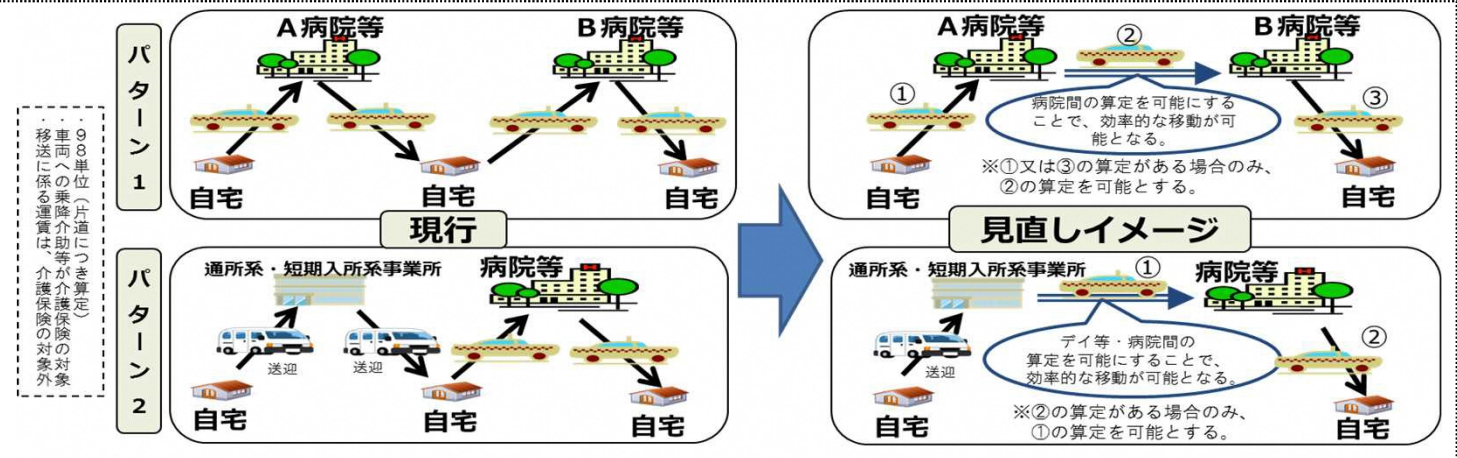 ・98単位（片道につき算定）
・車両への乗降介助等が介護保険の対象
・移送に係る運賃は、介護保険の対象外
パターン1
A病院等
B病院等
自宅
自宅
自宅
現行
パターン2
通所系・短期入所系事業所
病院等
送迎
送迎
自宅
自宅
自宅
A病院等
②
B病院等
①
病院間の算定を可能にする
ことで、効率的な移動が可
能となる。
③
※①又は③の算定がある場合のみ、
②の算定を可能とする。
自宅
自宅
見直しイメージ
通所系・短期入所系事業所
①
病院等
送迎
デイ等・病院間の
算定を可能にすることで、
効率的な移動が可能となる。
②
※②の算定がある場合のみ、
①の算定を可能とする。
自宅
自宅